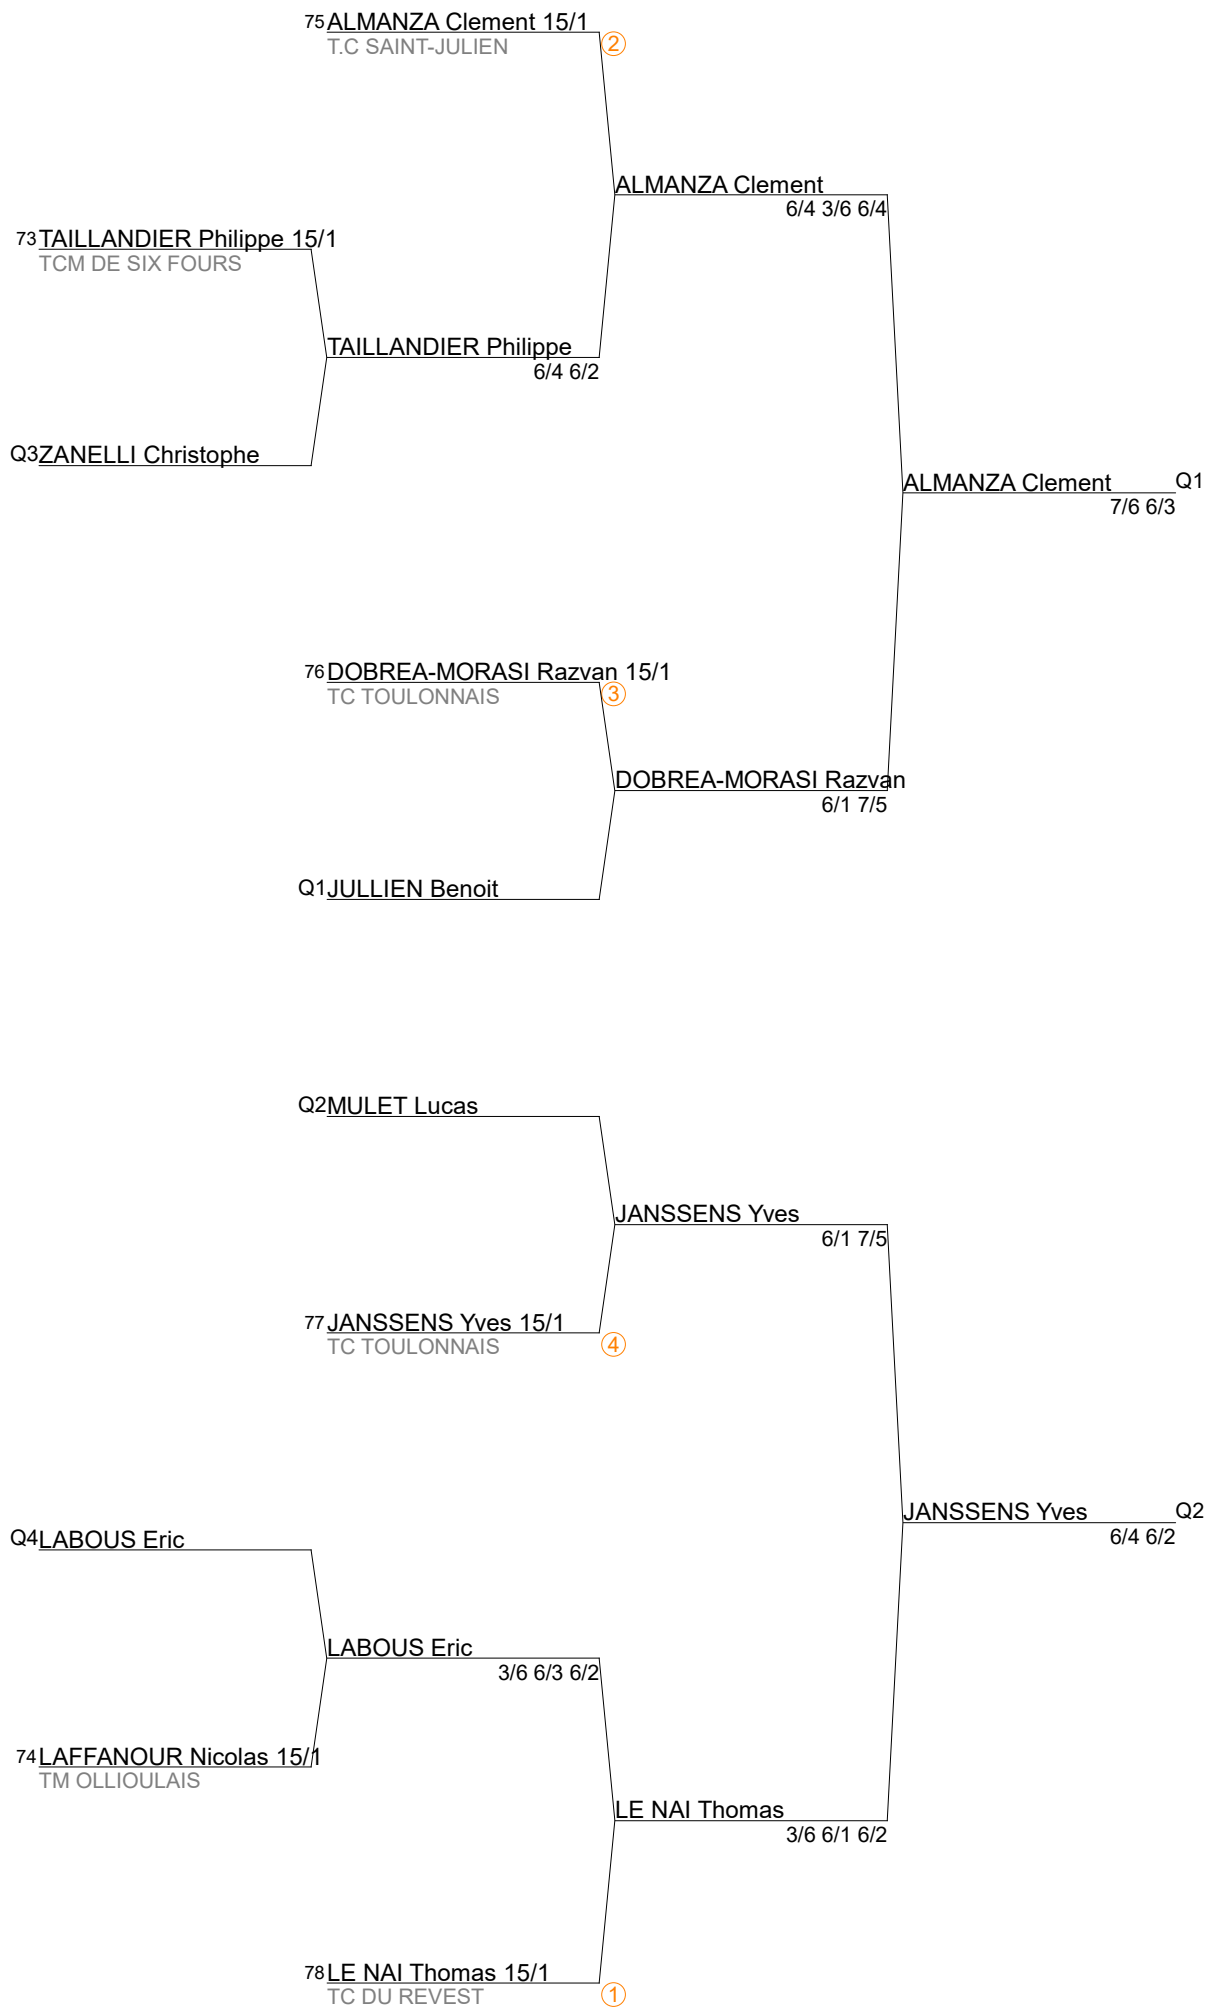 75 ALMANZA Clement 15/1
T.C SAINT-JULIEN
2
ALMANZA Clement
6/4 3/6 6/4
73 TAILLANDIER Philippe 15/1
TCM DE SIX FOURS
TAILLANDIER Philippe
6/4 6/2
Q3 ZANELLI Christophe
ALMANZA Clement Q1
7/6 6/3
76 DOBREA-MORASI Razvan 15/1
TC TOULONNAIS
3
DOBREA-MORASI Razvan
6/1 7/5
Q1 JULLIEN Benoit
Q2 MULET Lucas
JANSSENS Yves
6/1 7/5
77 JANSSENS Yves 15/1
TC TOULONNAIS
4
JANSSENS Yves Q2
6/4 6/2
Q4 LABOUS Eric
LABOUS Eric
3/6 6/3 6/2
74 LAFFANOUR Nicolas 15/1
TM OLLIOULAIS
LE NAI Thomas
3/6 6/1 6/2
78 LE NAI Thomas 15/1
TC DU REVEST
1